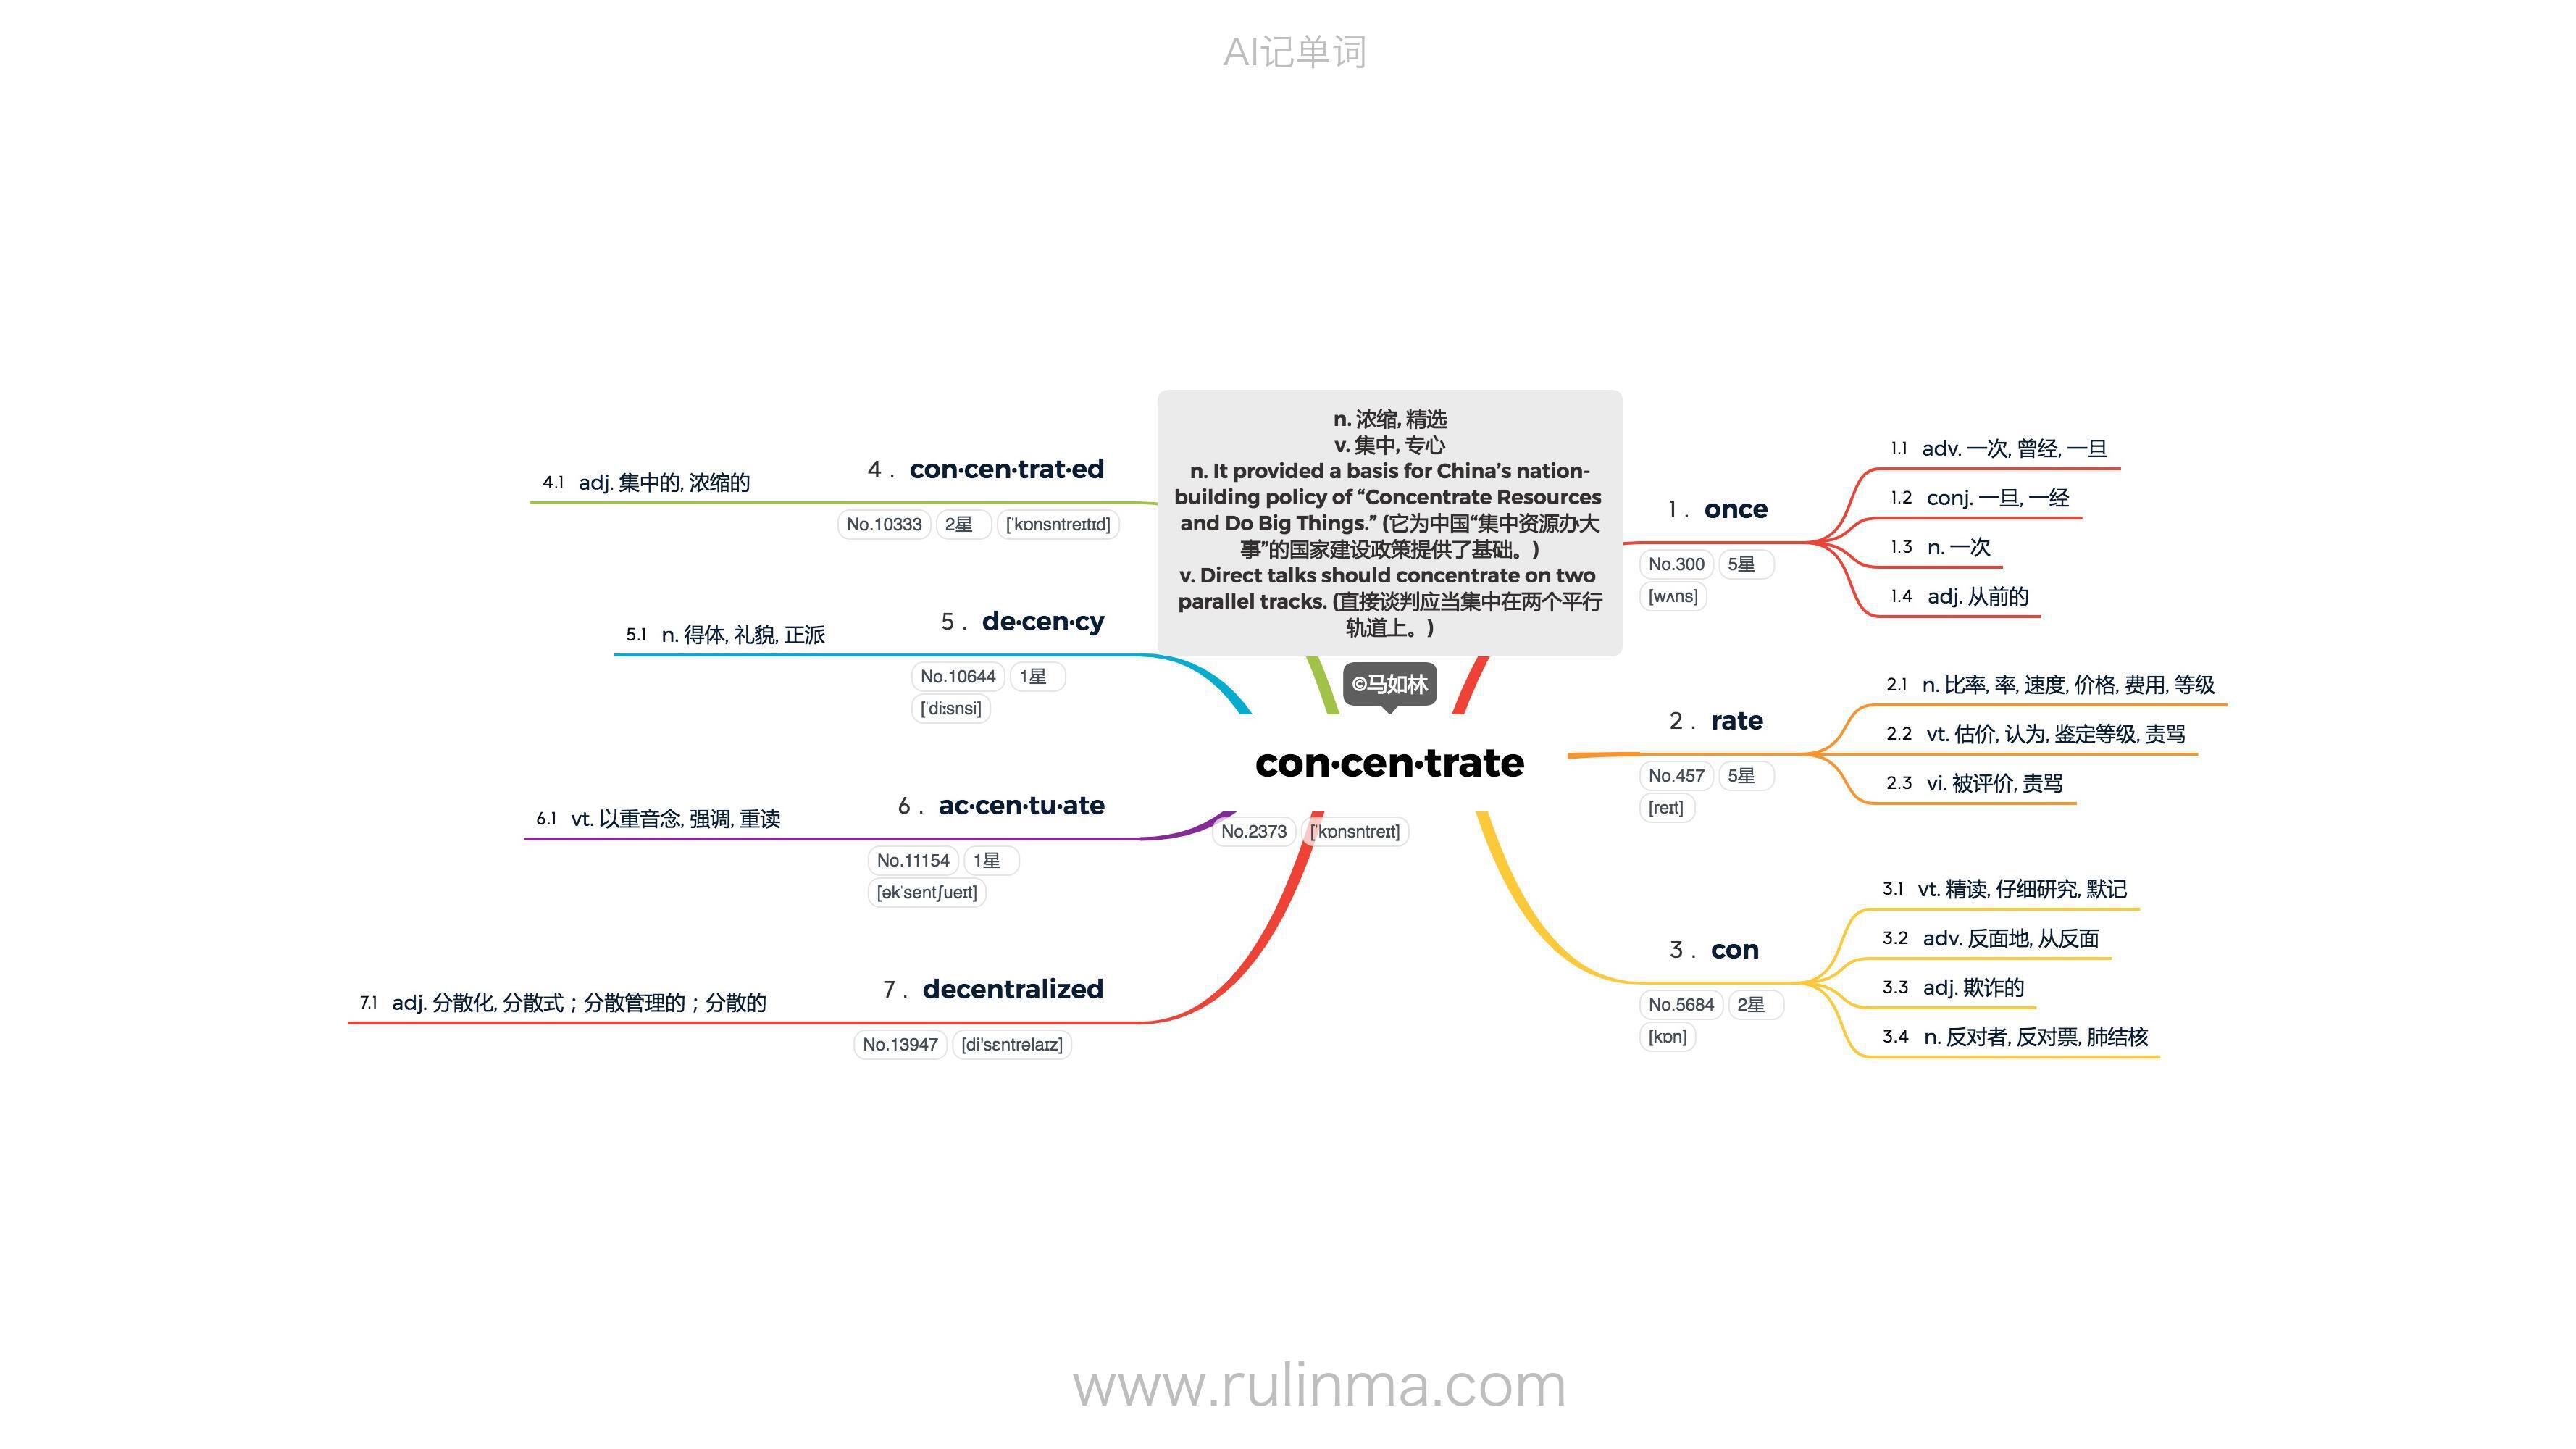 AI记单词
n. 浓缩, 精选
v. 集中, 专心
n. It provided a basis for China’s nation-
building policy of “Concentrate Resources
and Do Big Things.” (它为中国“集中资源办大
事”的国家建设政策提供了基础。)
v. Direct talks should concentrate on two
parallel tracks. (直接谈判应当集中在两个平行
轨道上。)
©马如林
con·cen·trate
No.2373 [ˈkɒnsntreɪt]
1. once
No.300 5星
[wʌns]
1.1 adv. 一次, 曾经, 一旦
1.2 conj. 一旦, 一经
1.3 n. 一次
1.4 adj. 从前的
2. rate
No.457 5星
[reɪt]
2.1 n. 比率, 率, 速度, 价格, 费用, 等级
2.2 vt. 估价, 认为, 鉴定等级, 责骂
2.3 vi. 被评价, 责骂
3. con
No.5684 2星
[kɒn]
3.1 vt. 精读, 仔细研究, 默记
3.2 adv. 反面地, 从反面
3.3 adj. 欺诈的
3.4 n. 反对者, 反对票, 肺结核
4. con·cen·trat·ed
No.10333 2星 [ˈkɒnsntreɪtɪd]
4.1 adj. 集中的, 浓缩的
5. de·cen·cy
No.10644 1星
[ˈdiːsnsi]
5.1 n. 得体, 礼貌, 正派
6. ac·cen·tu·ate
No.11154 1星
[əkˈsentʃueɪt]
6.1 vt. 以重音念, 强调, 重读
7. decentralized
No.13947 [di'sɛntrəlaɪz]
7.1 adj. 分散化, 分散式；分散管理的；分散的
www.rulinma.com